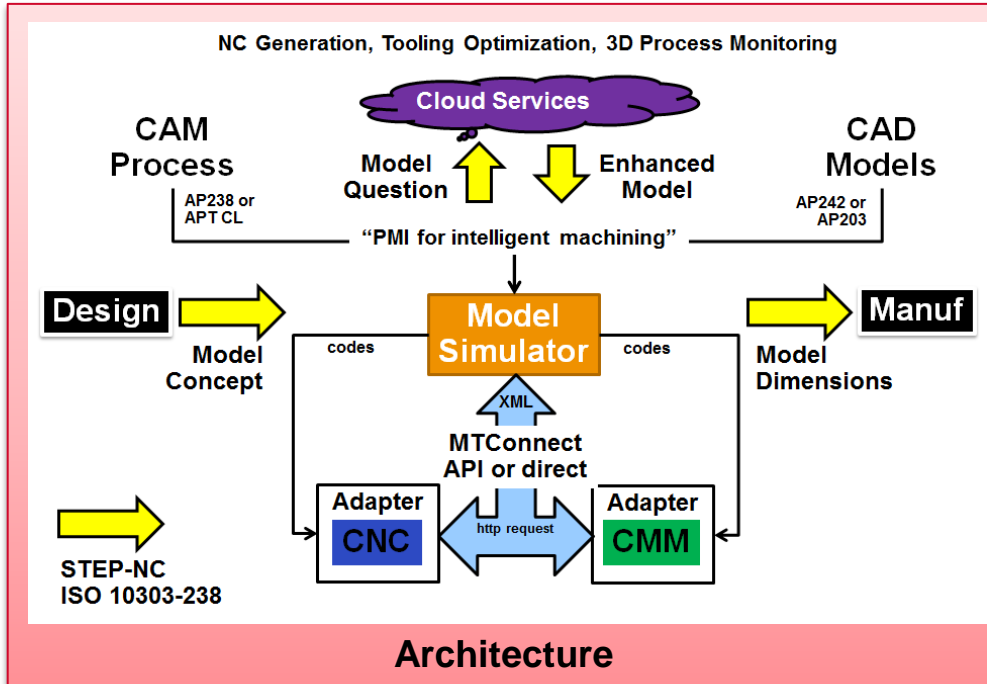 NC Generation, Tooling Optimization, 3D Process Monitoring
Cloud Services
CAM
Process
CAD
Models
Model
Question
Enhanced
Model
AP238 or
APT CL
AP242 or
AP203
“PMI for intelligent machining”
Design
Model
Concept
Model
Simulator
Manuf
Model
Dimensions
codes
codes
XML
MTConnect
API or direct
Adapter
CNC
http request
Adapter
CMM
STEP-NC
ISO 10303-238
Architecture